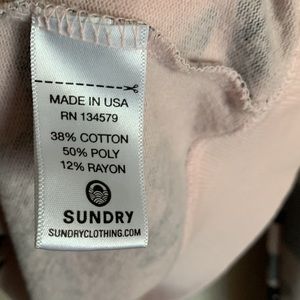 MADE IN USA
RN 134579
38% COTTON
50% POLY
12% RAYON
SUNDRY
SUNDRYCLOTHING.COM